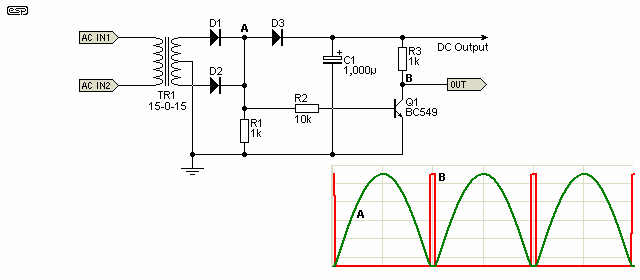 esp
D1
A
D3
AC IN1
DC Output
+
C1
1,000µ
R3
1k
D2
B
AC IN2
OUT
TR1
15-0-15
R2
10k
Q1
BC549
R1
1k
B
A